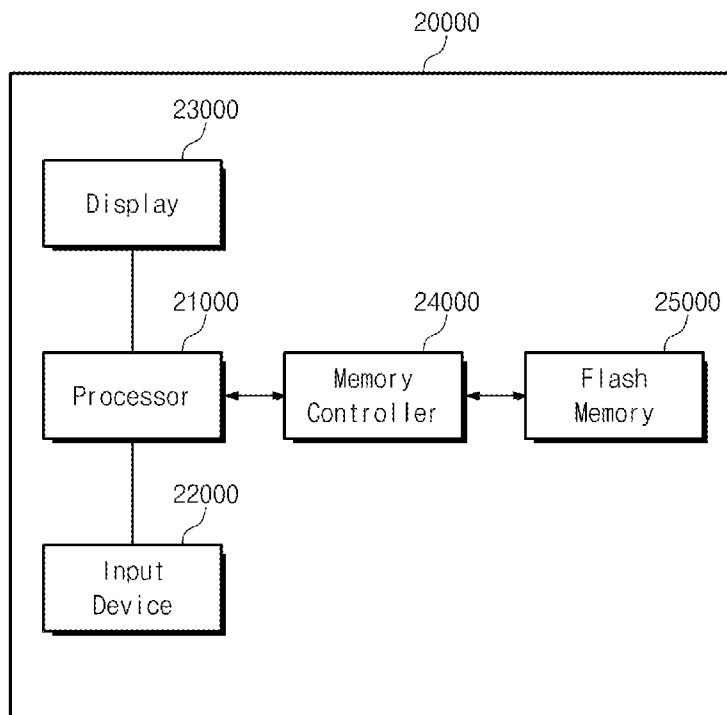 20000
23000
Display
21000
24000
25000
Processor
Memory
Controller
Flash
Memory
22000
Input
Device